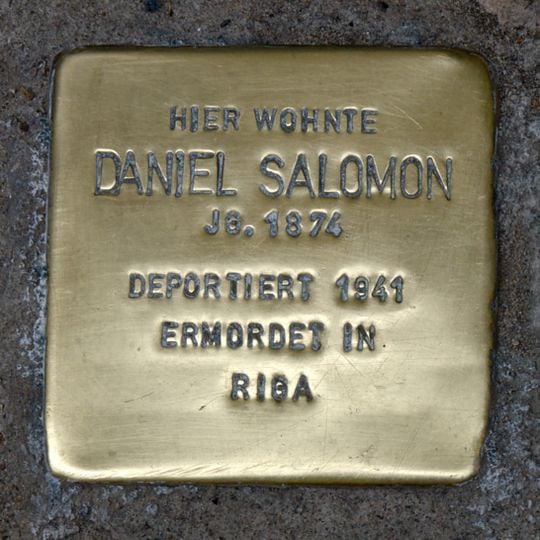 HIER WOHNTE
DANIEL SALOMON
JG. 1874
DEPORTIERT 1941
ERMORDET IN
RIGA